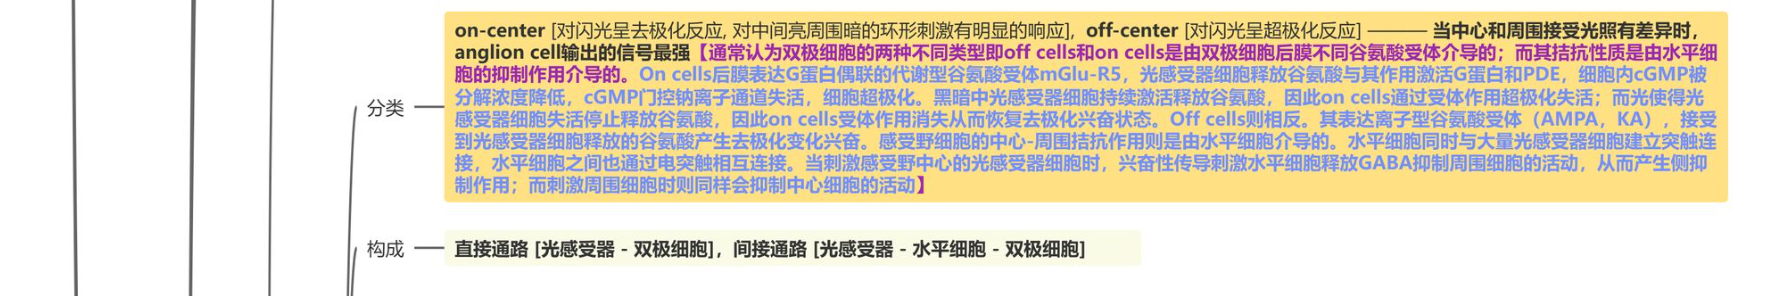 on-center [对闪光呈去极化反应, 对中间亮周围暗的环形刺激有明显的响应]，off-center [对闪光呈超极化反应] ——— 当中心和周围接受光照有差异时，
anglion cell输出的信号最强【通常认为双极细胞的两种不同类型即off cells和on cells是由双极细胞后膜不同谷氨酸受体介导的；而其拮抗性质是由水平细
胞的抑制作用介导的。On cells后膜表达G蛋白偶联的代谢型谷氨酸受体mGlu-R5，光感受器细胞释放谷氨酸与其作用激活G蛋白和PDE，细胞内cGMP被
分解浓度降低，cGMP门控钠离子通道失活，细胞超极化。黑暗中光感受器细胞持续激活释放谷氨酸，因此on cells通过受体作用超极化失活；而光使得光
感受器细胞失活停止释放谷氨酸，因此on cells受体作用消失从而恢复去极化兴奋状态。Off cells则相反。其表达离子型谷氨酸受体（AMPA，KA），接受
到光感受器细胞释放的谷氨酸产生去极化变化兴奋。感受野细胞的中心-周围拮抗作用则是由水平细胞介导的。水平细胞同时与大量光感受器细胞建立突触连
接，水平细胞之间也通过电突触相互连接。当刺激感受野中心的光感受器细胞时，兴奋性传导刺激水平细胞释放GABA抑制周围细胞的活动，从而产生侧抑
制作用；而刺激周围细胞时则同样会抑制中心细胞的活动】
分类
构成
直接通路 [光感受器 - 双极细胞]，间接通路 [光感受器 - 水平细胞 - 双极细胞]